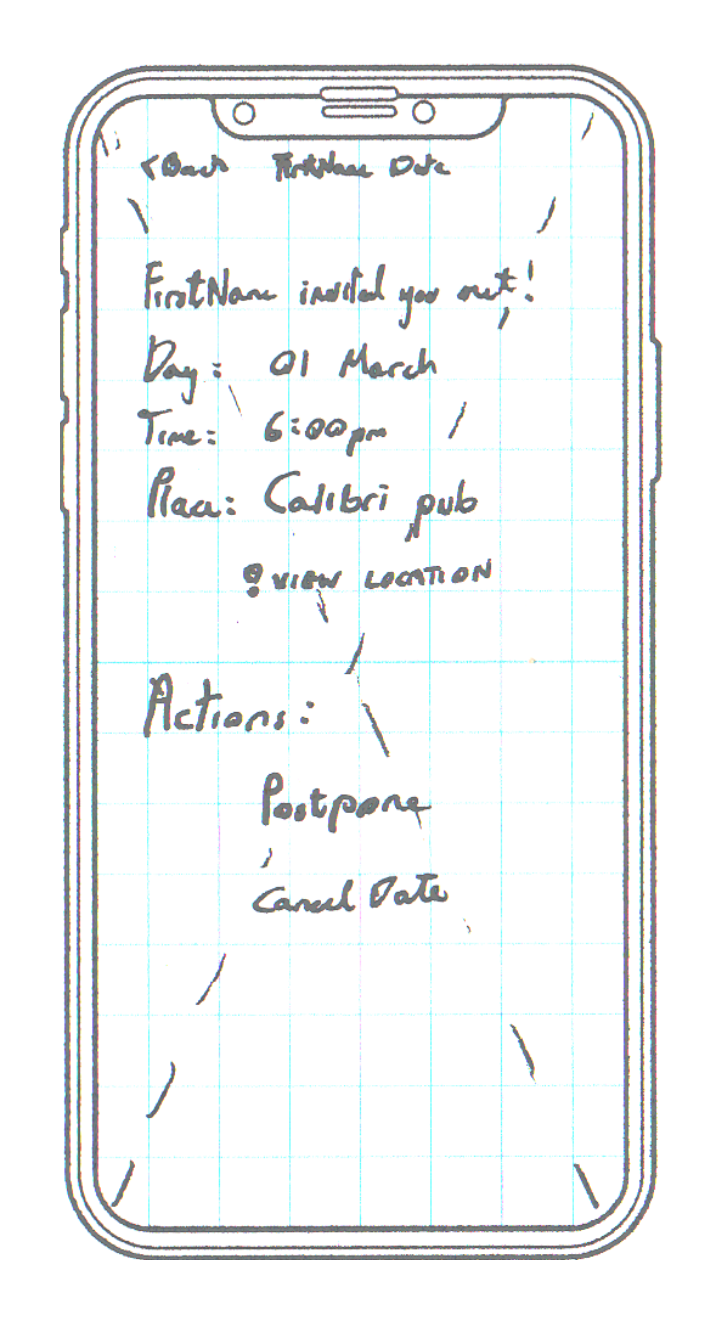 < Back FirstName Date
FirstName invited you out!
Day: 01 March
Time: 6:00pm
Place: Calibri pub
VIEW LOCATION
Actions:
Postpone
Cancel Date